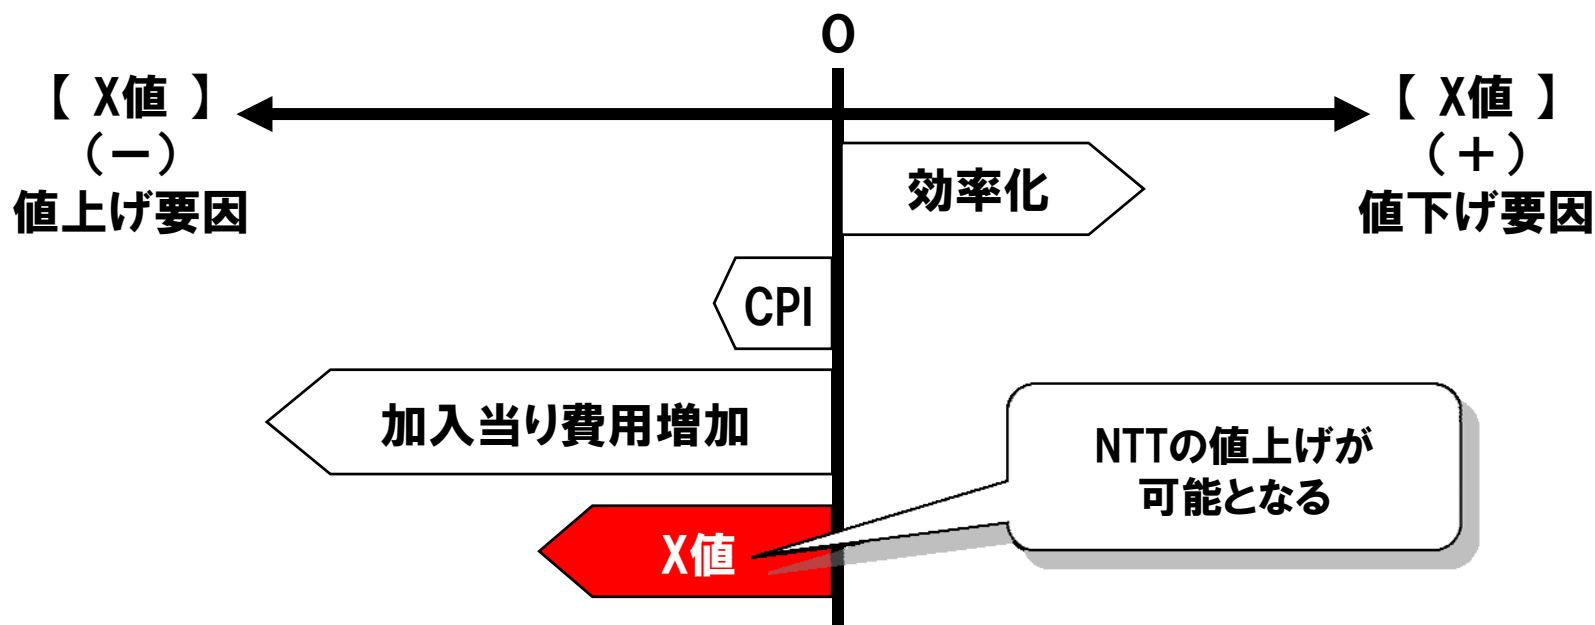 0
【 X値 】
（－）
値上げ要因
【 X値 】
（＋）
値下げ要因
効率化
CPI
加入当り費用増加
NTTの値上げが
可能となる
X値